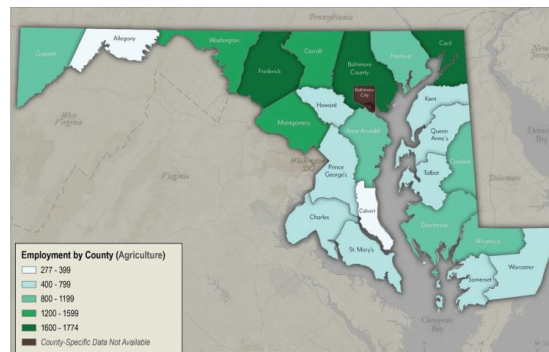 Pennsylvania
Garrett
Allegany
Washington
Frederick
Carroll
Baltimore
County
Harford
Cecil
Baltimore
City
Howard
Kent
Montgomery
Anne Arundel
Queen
Anne's
Caroline
Talbot
West
Virginia
Virginia
Washington
Prince
George's
Calvert
Charles
St. Mary's
Delaware
Dorchester
Wicomico
Somerset
Worcester
Chesapeake
Bay
Employment by County (Agriculture)
277 - 399
400 - 799
800 - 1199
1200 - 1599
1600 - 1774
County-Specific Data Not Available